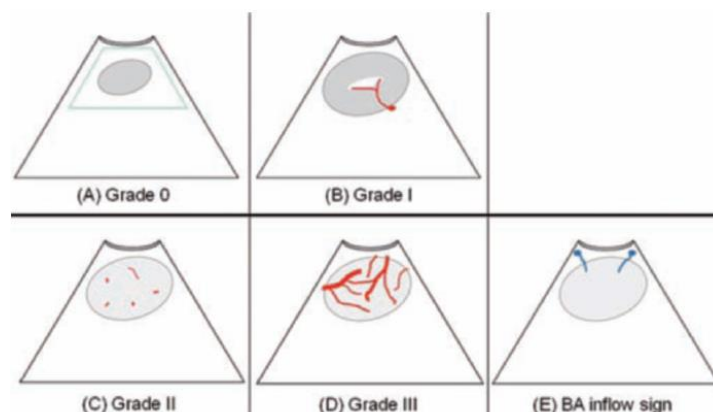 (A) Grade 0
(B) Grade I
(C) Grade II
(D) Grade III
(E) BA inflow sign